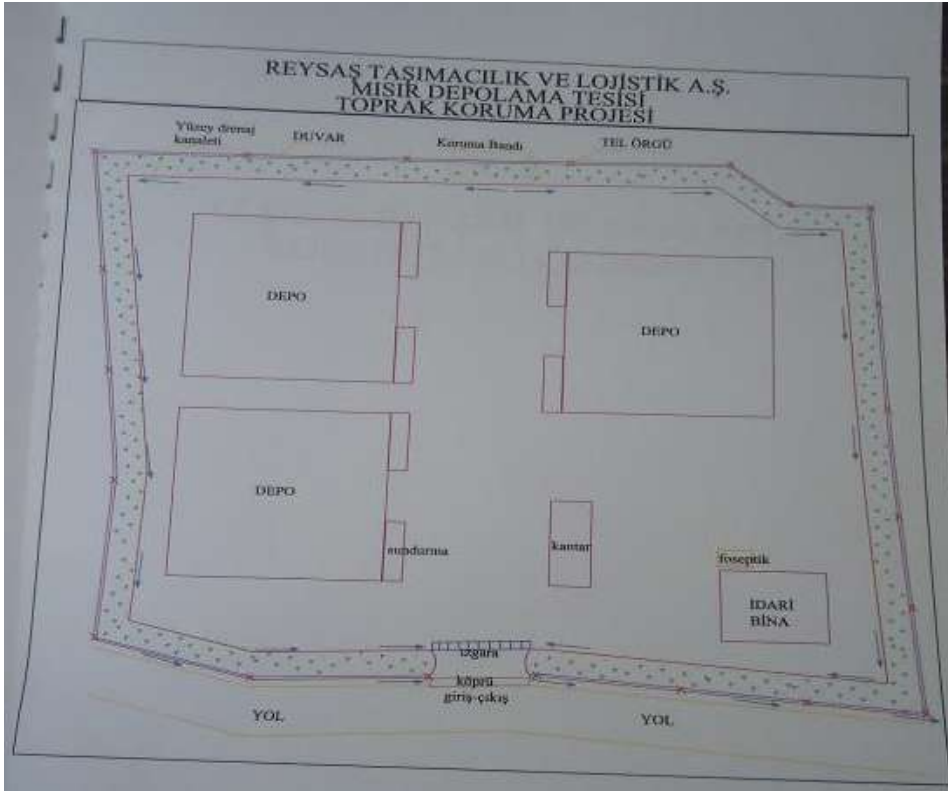 REYSAŞ TAŞIMACILIK VE LOJİSTİK A.Ş.
MISIR DEPOLAMA TESİSİ
TOPRAK KORUMA PROJESİ
Yüzey drenaj
kanaleti
DUVAR
Koruma Bandı
TEL ÖRGÜ
DEPO
DEPO
DEPO
sundurma
kantar
foseptik
İDARİ
BİNA
ızgara
köprü
giriş-çıkış
YOL
YOL